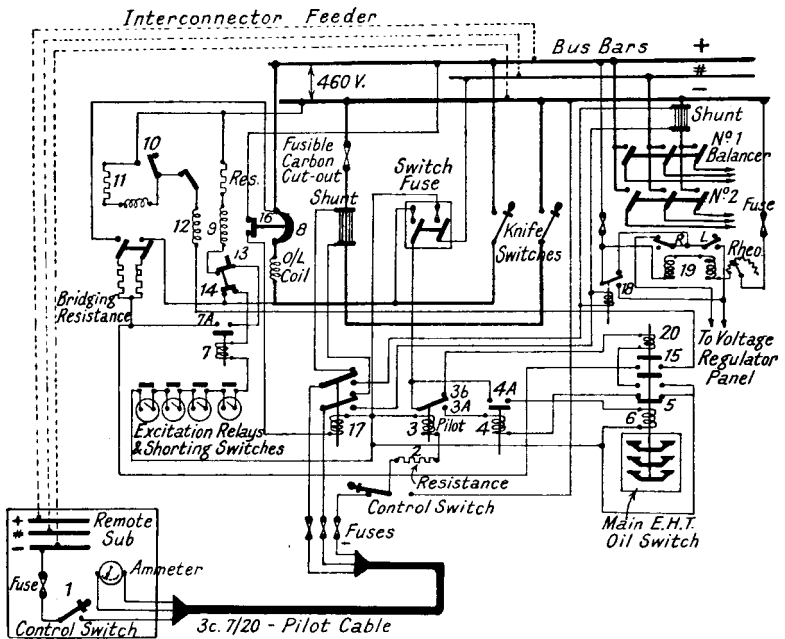 Interconnector Feeder
Bus Bars
+
#
-
460 V.
Shunt
Nº1
Balancer
Nº2
Fuse
Fusible
Carbon
Cut-out
Switch
Fuse
Shunt
Knife
Switches
10
11
12
Res.
9
16
8
O/L
Coil
13
14
R
L
19
Rheo
18
Bridging
Resistance
7A
7
To Voltage
Regulator
Panel
20
15
5
6
Excitation Relays
& Shorting Switches
17
3b
3A
3
Pilot
4A
4
2
Resistance
Control Switch
Main E.H.T.
Oil Switch
Fuses
-
+
#
-
Remote
Sub
Fuse
1
Ammeter
Control Switch
3c. 7/20 - Pilot Cable